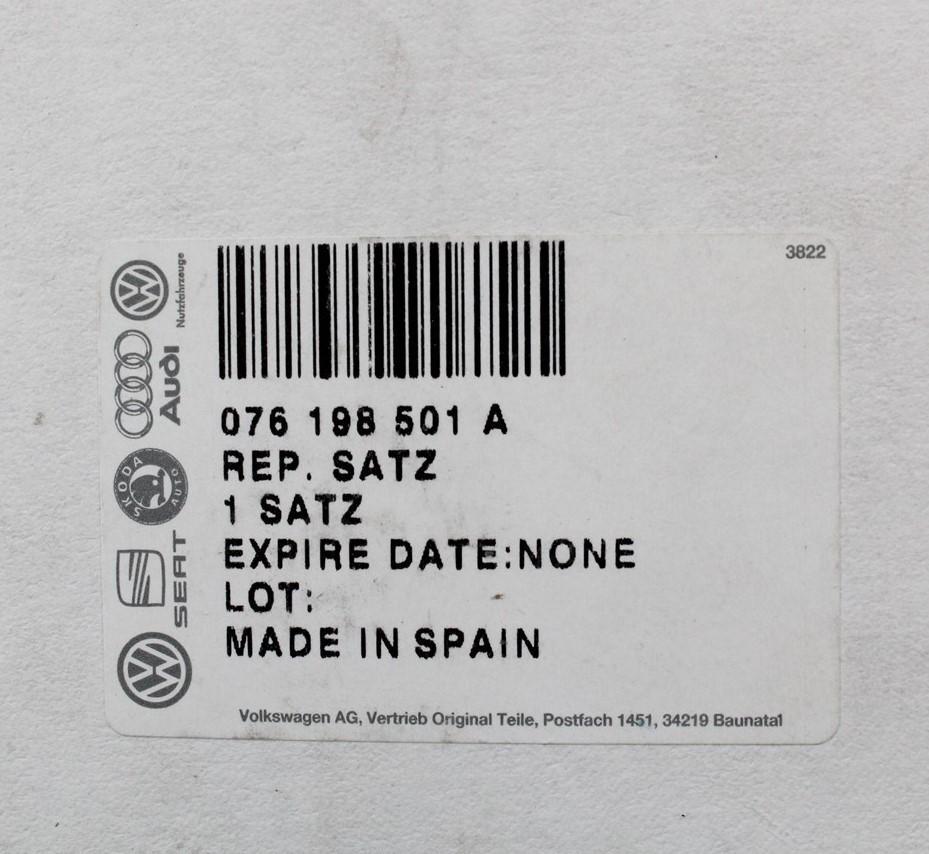 3822
Nutzfahrzeuge
Audi
SKODA
AUTO
SEAT
076 198 501 A
REP. SATZ
1 SATZ
EXPIRE DATE:NONE
LOT:
MADE IN SPAIN
Volkswagen AG, Vertrieb Original Teile, Postfach 1451, 34219 Baunatal